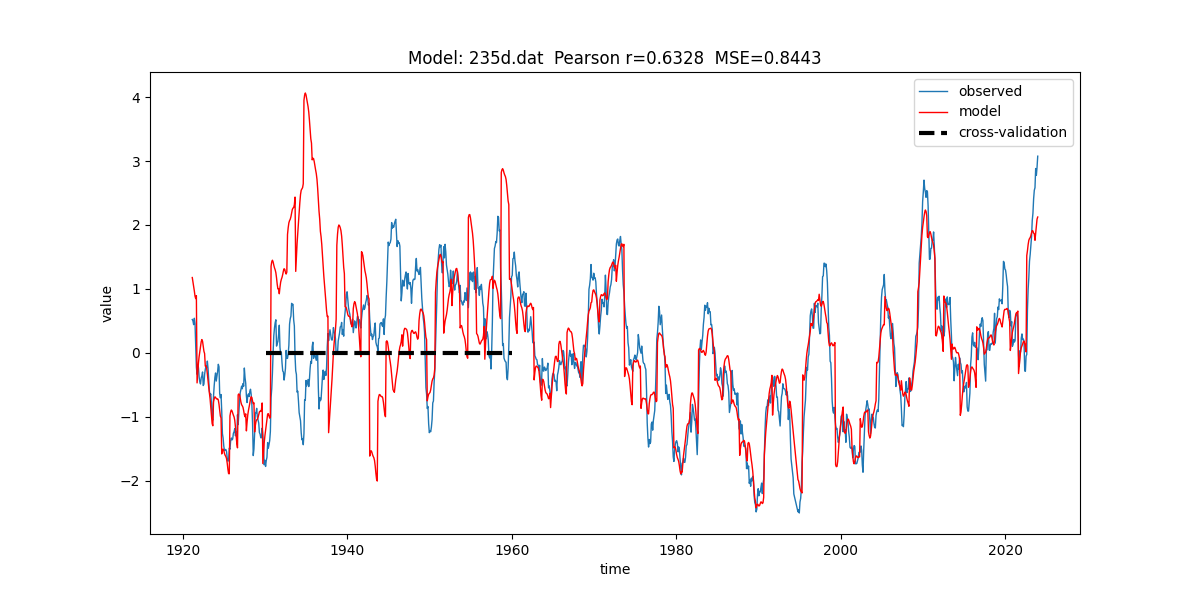 Model: 235d.dat  Pearson r=0.6328  MSE=0.8443
observed
model
cross-validation
4
3
2
1
0
−1
−2
value
1920
1940
1960
1980
2000
2020
time